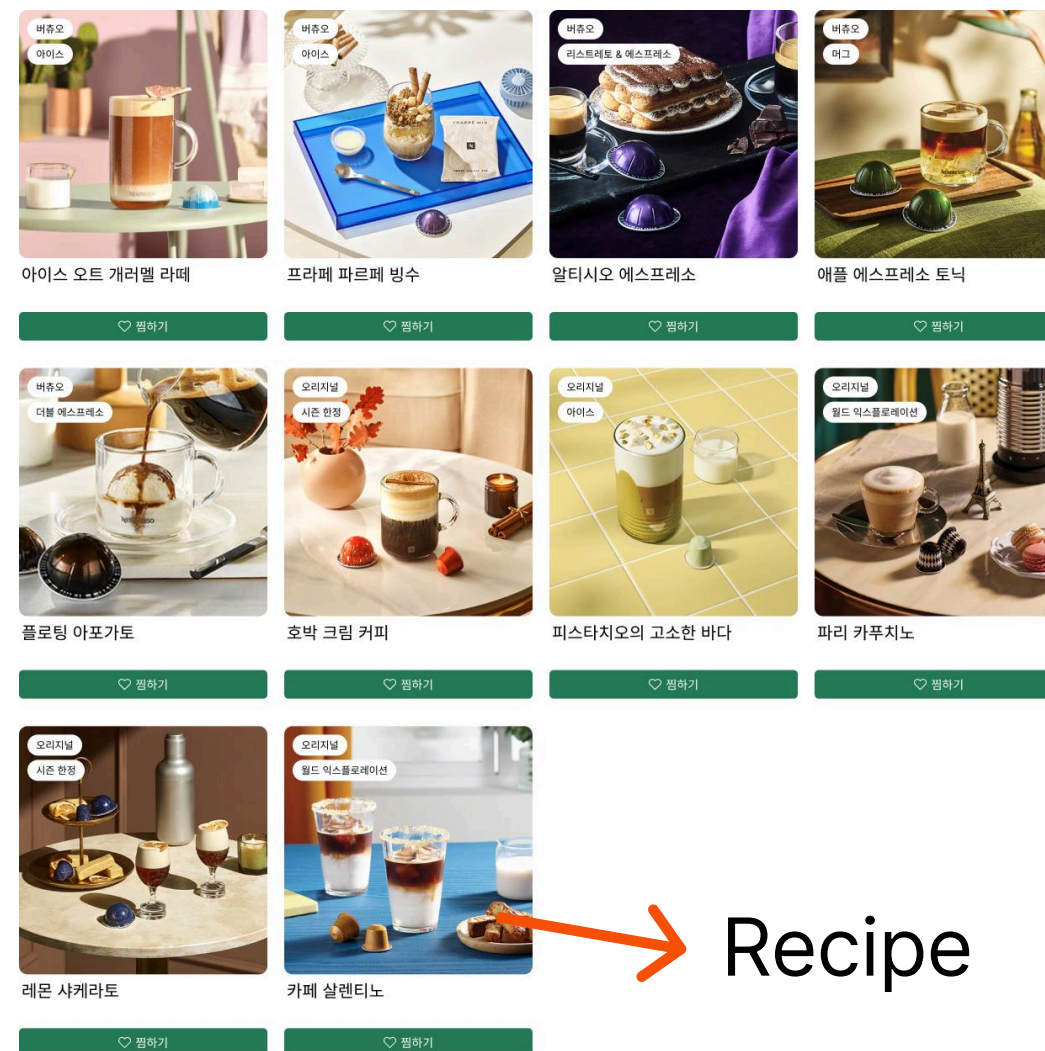 버츄오
아이스
버츄오
아이스
버츄오
리스트레토 & 에스프레소
버츄오
머그
아이스 오트 캐러멜 라떼
프라페 파르페 빙수
알티시오 에스프레소
애플 에스프레소 토닉
찜하기
찜하기
찜하기
찜하기
버츄오
더블 에스프레소
오리지널
시즌 한정
오리지널
아이스
오리지널
월드 익스플로레이션
플로팅 아포가토
호박 크림 커피
피스타치오의 고소한 바다
파리 카푸치노
찜하기
찜하기
찜하기
찜하기
오리지널
시즌 한정
오리지널
월드 익스플로레이션
Recipe
레몬 샤케라토
카페 살렌티노
찜하기
찜하기